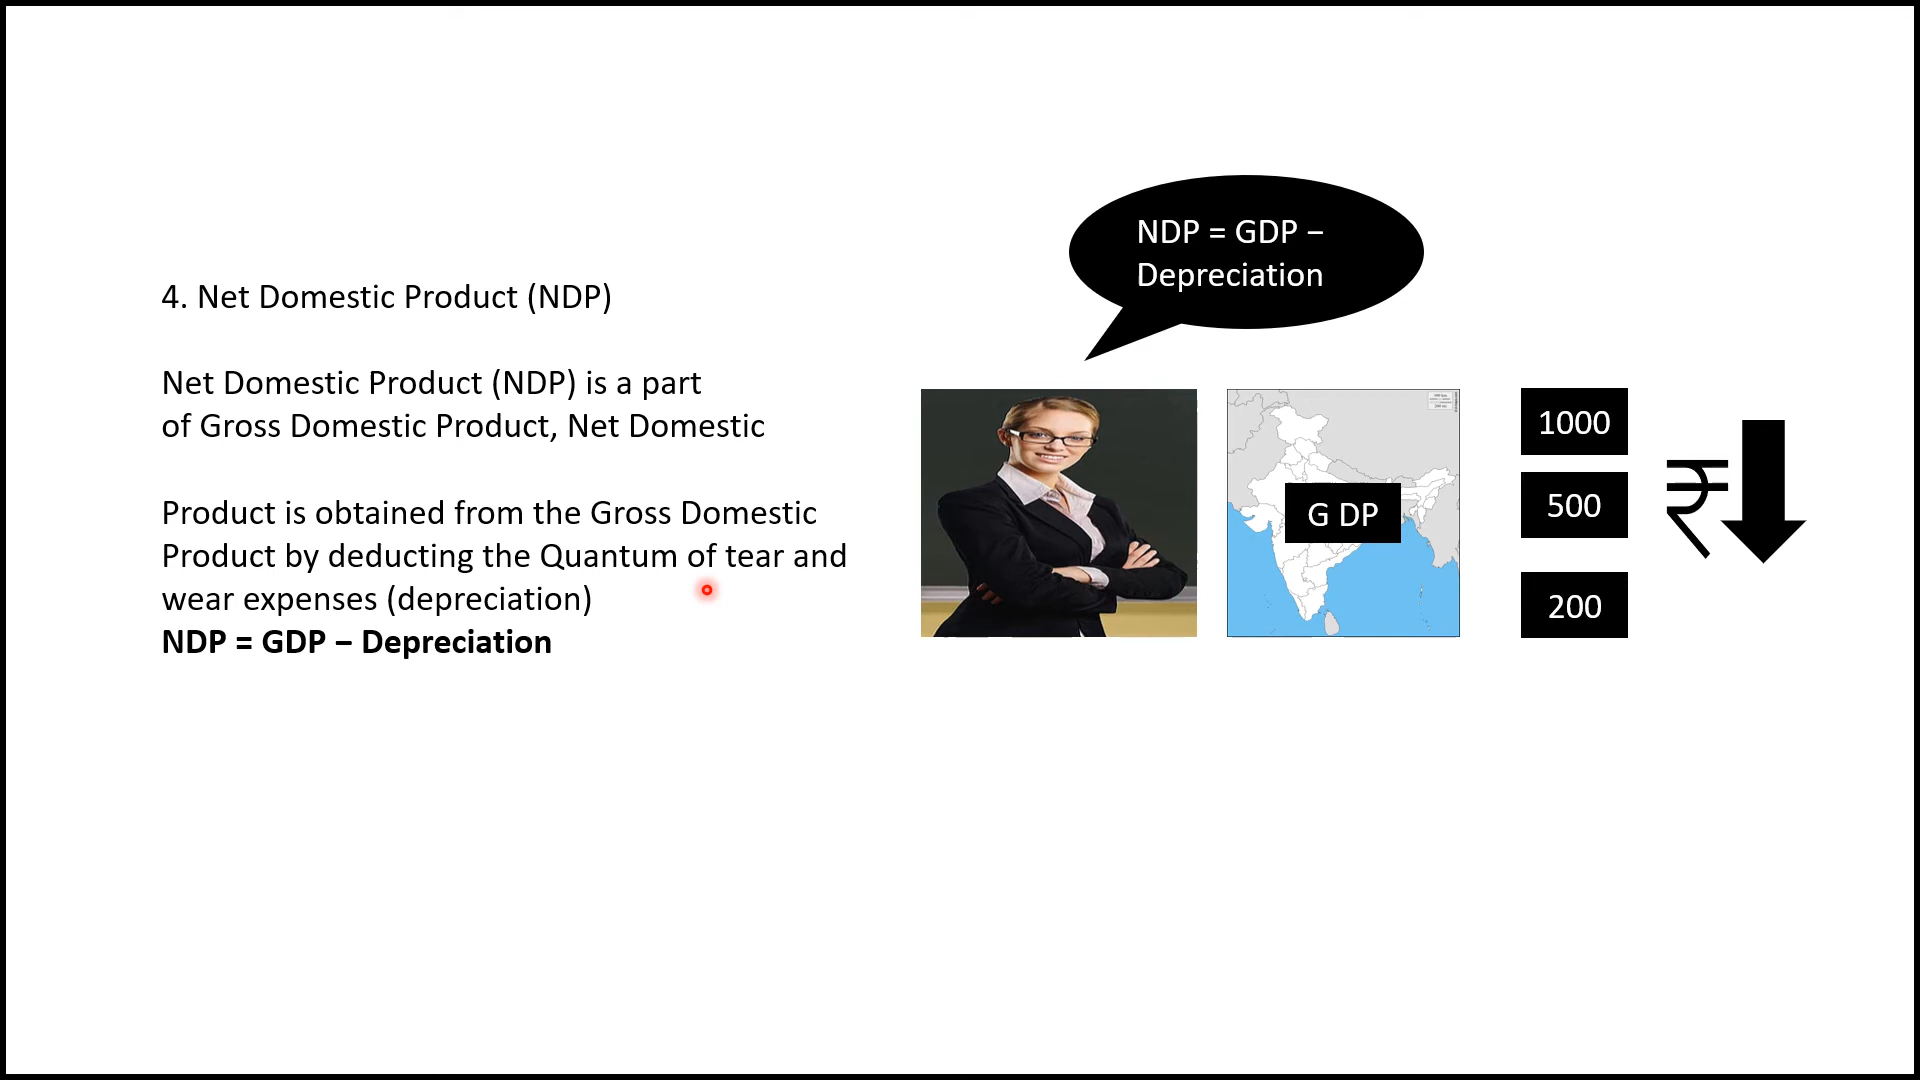 4. Net Domestic Product (NDP)
Net Domestic Product (NDP) is a part
of Gross Domestic Product, Net Domestic
Product is obtained from the Gross Domestic
Product by deducting the Quantum of tear and
wear expenses (depreciation)
NDP = GDP – Depreciation
NDP = GDP –
Depreciation
G DP
1000
500
200
₹